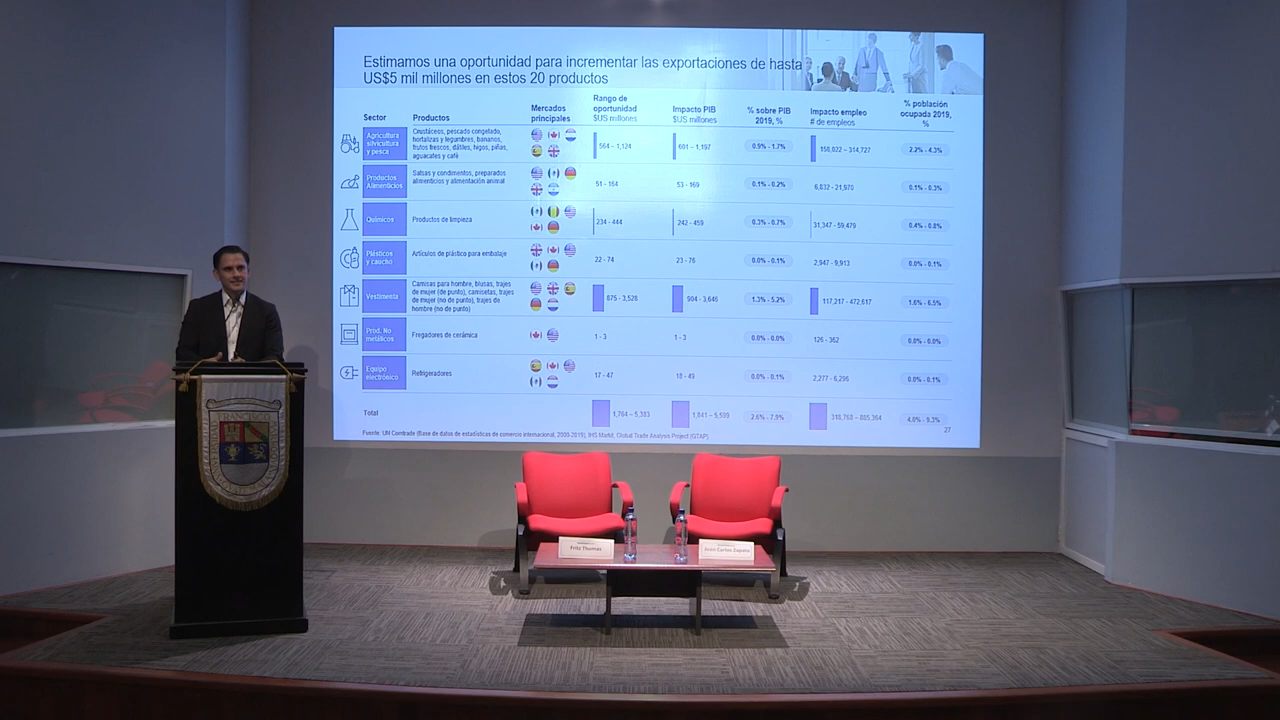 Estimamos una oportunidad para incrementar las exportaciones de hasta
US$5 mil millones en estos 20 productos
Sector
Productos
Mercados
principales
Rango de
oportunidad
$US millones
Impacto PIB
$US millones
% sobre PIB
2019, %
Impacto empleo
# de empleos
% población
ocupada 2019,
%
Agricultura
silvicultura
y pesca
Crustáceos, pescado congelado,
hortalizas y legumbres, bananos,
frutos frescos, dátiles, higos, piñas,
aguacates y café
564 – 1,124
601 – 1,197
0.9% - 1.7%
158,022 – 314,727
2.2% - 4.3%
Productos
Alimenticios
Salsas y condimentos, preparados
alimenticios y alimentación animal
51 - 164
53 - 169
0.1% - 0.2%
6,632 - 21,970
0.1% - 0.3%
Químicos
Productos de limpieza
234 - 444
242 - 459
0.3% - 0.7%
31,347 - 59,479
0.4% - 0.8%
Plásticos
y caucho
Artículos de plástico para embalaje
22 - 74
23 - 76
0.0% - 0.1%
2,947 - 9,913
0.0% - 0.1%
Vestimenta
Camisas para hombre, blusas, trajes
de mujer (de punto), camisetas, trajes
de mujer (no de punto), trajes de
hombre (no de punto)
875 - 3,528
904 – 3,646
1.3% - 5.2%
117,217 - 472,617
1.6% - 6.5%
Prod. No
metálicos
Fregadores de cerámica
1 - 3
1 - 3
0.0% - 0.0%
126 - 362
0.0% - 0.0%
Equipo
electrónico
Refrigeradores
17 - 47
18 - 49
0.0% - 0.1%
2,277 - 6,296
0.0% - 0.1%
Total
1,764 – 5,383
1,841 – 5,599
2.6% - 7.9%
4.0% - 9.3%
Fuente: UN Comtrade (Base de datos de estadísticas de comercio internacional, 2000-2019), IHS Markit, Global Trade Analysis Project (GTAP)
27
FRANCISCO
Fritz Thomas
Carlos Zapata